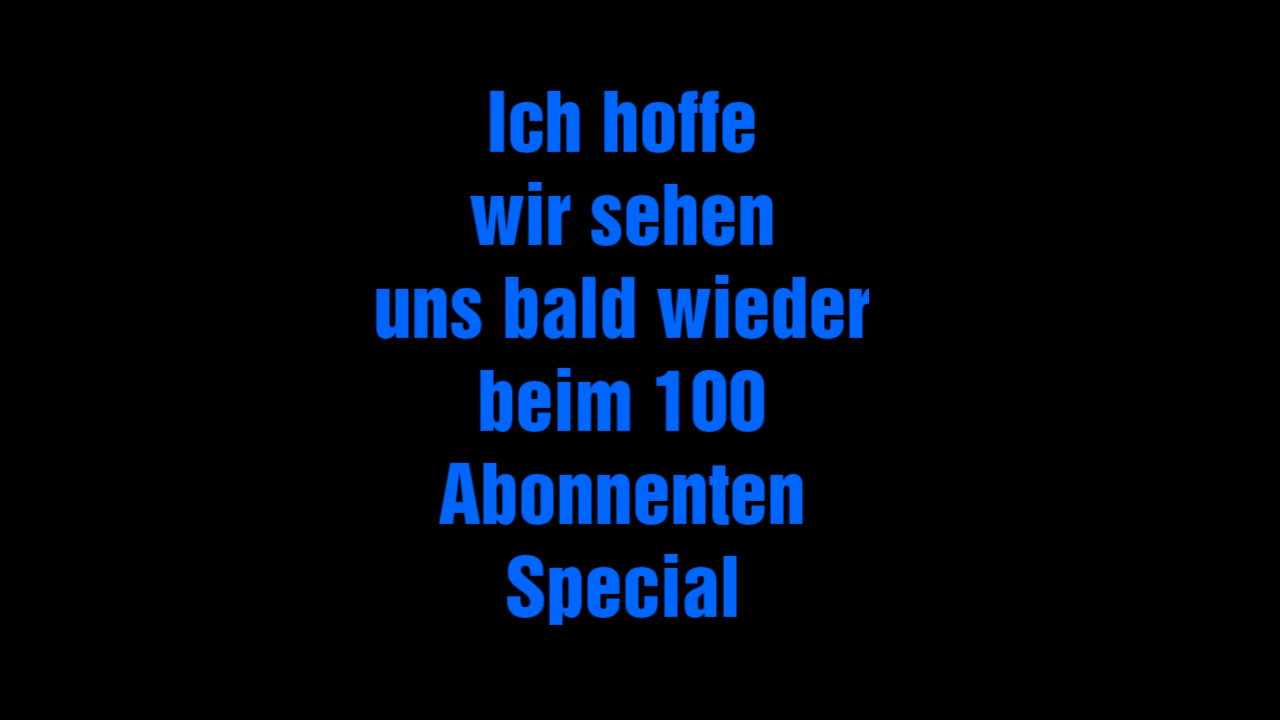 Ich hoffe
wir sehen
uns bald wieder
beim 100
Abonnenten
Special